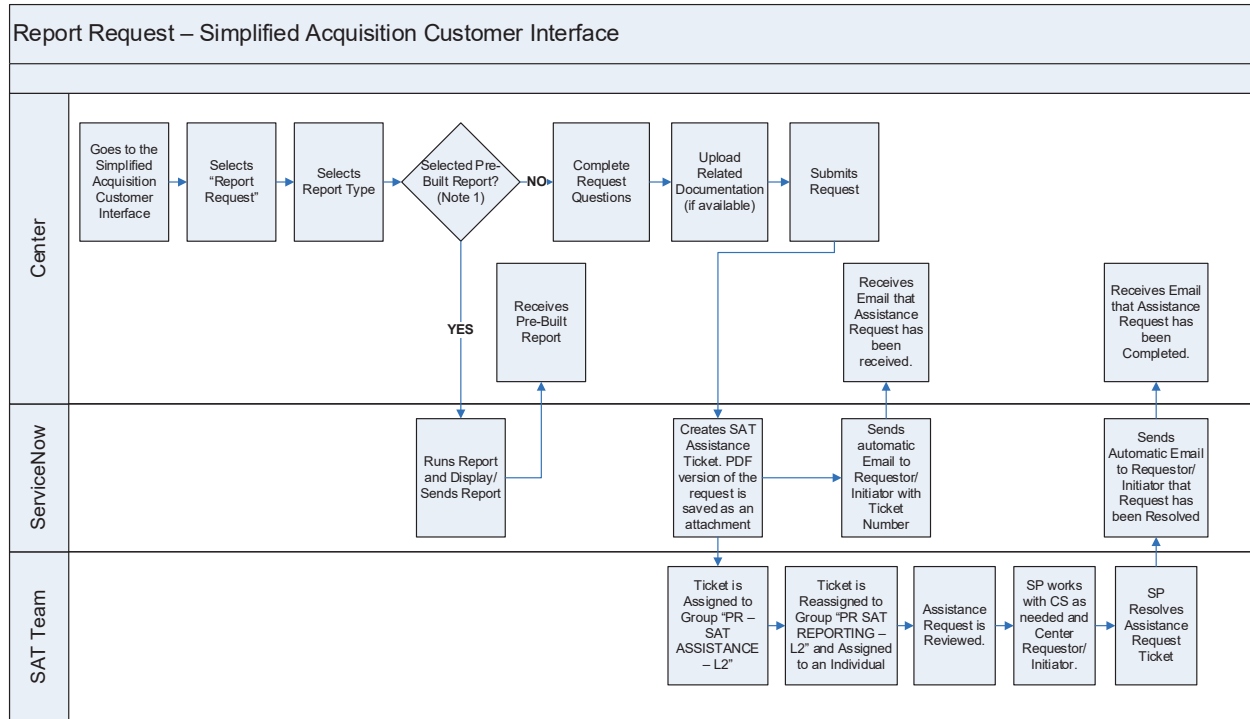 Report Request – Simplified Acquisition Customer Interface
Center
Goes to the
Simplified
Acquisition
Customer
Interface
Selects
“Report
Request”
Selects
Report Type
Selected Pre-
Built Report?
(Note 1)
NO
Complete
Request
Questions
Upload
Related
Documentation
(if available)
Submits
Request
YES
Receives
Pre-Built
Report
Receives
Email that
Assistance
Request has
been
received.
Receives Email
that Assistance
Request has
been
Completed.
ServiceNow
Runs Report
and Display/
Sends Report
Creates SAT
Assistance
Ticket. PDF
version of the
request is
saved as an
attachment
Sends
automatic
Email to
Requestor/
Initiator with
Ticket
Number
Sends
Automatic Email
to Requestor/
Initiator that
Request has
been Resolved
SAT Team
Ticket is
Assigned to
Group “PR –
SAT
ASSISTANCE
– L2”
Ticket is
Reassigned to
Group “PR SAT
REPORTING –
L2” and Assigned
to an Individual
Assistance
Request is
Reviewed.
SP works
with CS as
needed and
Center
Requestor/
Initiator.
SP
Resolves
Assistance
Request
Ticket